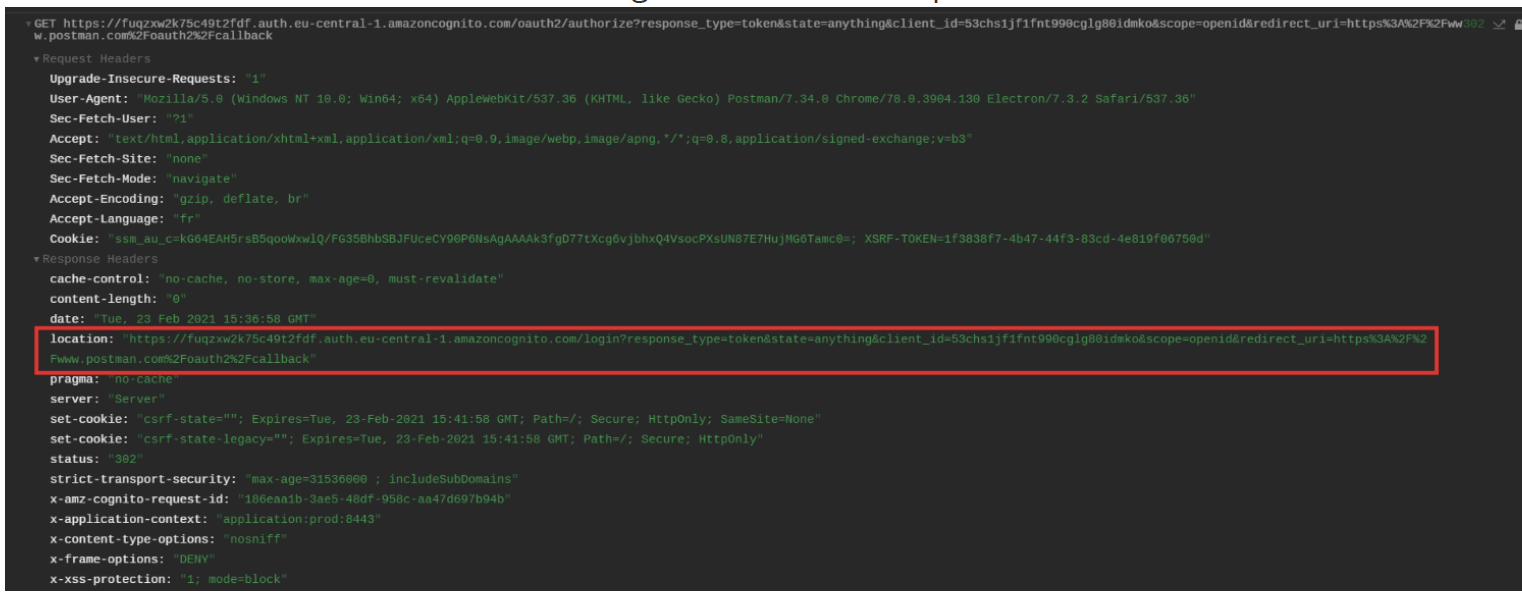 GET https://fuqzxw2k75c49t2fdf.auth.eu-central-1.amazoncognito.com/oauth2/authorize?response_type=token&state=anything&client_id=53chs1jf1fnt990cglg80idmko&scope=openid&redirect_uri=https%3A%2F%2Fww302
w.postman.com%2Foauth2%2Fcallback
Request Headers
Upgrade-Insecure-Requests: "1"
User-Agent: "Mozilla/5.0 (Windows NT 10.0; Win64; x64) AppleWebKit/537.36 (KHTML, like Gecko) Postman/7.34.0 Chrome/78.0.3904.130 Electron/7.3.2 Safari/537.36"
Sec-Fetch-User: "?1"
Accept: "text/html,application/xhtml+xml,application/xml;q=0.9,image/webp,image/apng,*/*;q=0.8,application/signed-exchange;v=b3"
Sec-Fetch-Site: "none"
Sec-Fetch-Mode: "navigate"
Accept-Encoding: "gzip, deflate, br"
Accept-Language: "fr"
Cookie: "ssm_au_c=kG64EAH5rsB5qooWxwlQ/FG35BhbSBJFUceCY90P6NsAgAAAAk3fgD77tXcg6vjbhxQ4VsocPXsUN87E7HujMG6Tamc0=; XSRF-TOKEN=1f3838f7-4b47-44f3-83cd-4e819f06750d"
Response Headers
cache-control: "no-cache, no-store, max-age=0, must-revalidate"
content-length: "0"
date: "Tue, 23 Feb 2021 15:36:58 GMT"
location: "https://fuqzxw2k75c49t2fdf.auth.eu-central-1.amazoncognito.com/login?response_type=token&state=anything&client_id=53chs1jf1fnt990cglg80idmko&scope=openid&redirect_uri=https%3A%2F%2
Fwww.postman.com%2Foauth2%2Fcallback"
pragma: "no-cache"
server: "Server"
set-cookie: "csrf-state=""; Expires=Tue, 23-Feb-2021 15:41:58 GMT; Path=/; Secure; HttpOnly; SameSite=None"
set-cookie: "csrf-state-legacy=""; Expires=Tue, 23-Feb-2021 15:41:58 GMT; Path=/; Secure; HttpOnly"
status: "302"
strict-transport-security: "max-age=31536000 ; includeSubDomains"
x-amz-cognito-request-id: "186eaa1b-3ae5-48df-958c-aa47d697b94b"
x-application-context: "application:prod:8443"
x-content-type-options: "nosniff"
x-frame-options: "DENY"
x-xss-protection: "1; mode=block"